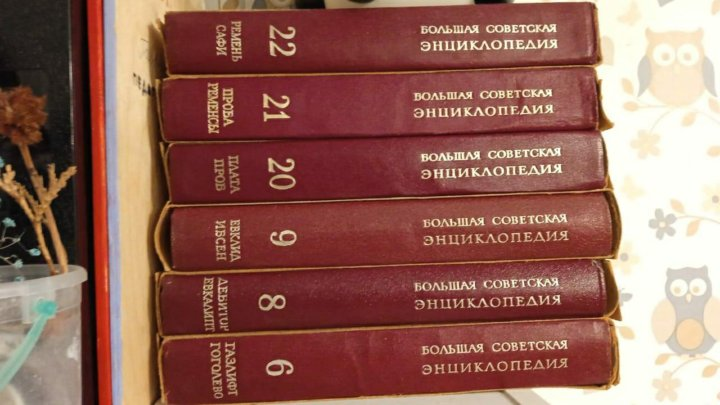 БОЛЬШАЯ СОВЕТСКАЯ
ЭНЦИКЛОПЕДИЯ
22
РЕМЕНЬ
САФИ
БОЛЬШАЯ СОВЕТСКАЯ
ЭНЦИКЛОПЕДИЯ
21
ПРОБА
РЕМЕНСЫ
БОЛЬШАЯ СОВЕТСКАЯ
ЭНЦИКЛОПЕДИЯ
20
ПЛАТА
ПРОБ
БОЛЬШАЯ СОВЕТСКАЯ
ЭНЦИКЛОПЕДИЯ
9
ЕВКЛИД
ИБСЕН
БОЛЬШАЯ СОВЕТСКАЯ
ЭНЦИКЛОПЕДИЯ
8
ДЕБИТОР
ЕВКАЛИПТ
БОЛЬШАЯ СОВЕТСКАЯ
ЭНЦИКЛОПЕДИЯ
6
ГАЗЛИФТ
ГОГОЛЕВО